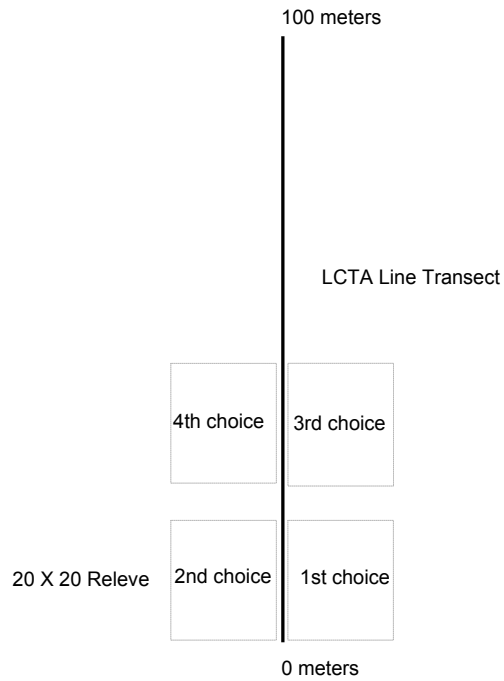 100 meters
LCTA Line Transect
4th choice
3rd choice
20 X 20 Releve
2nd choice
1st choice
0 meters